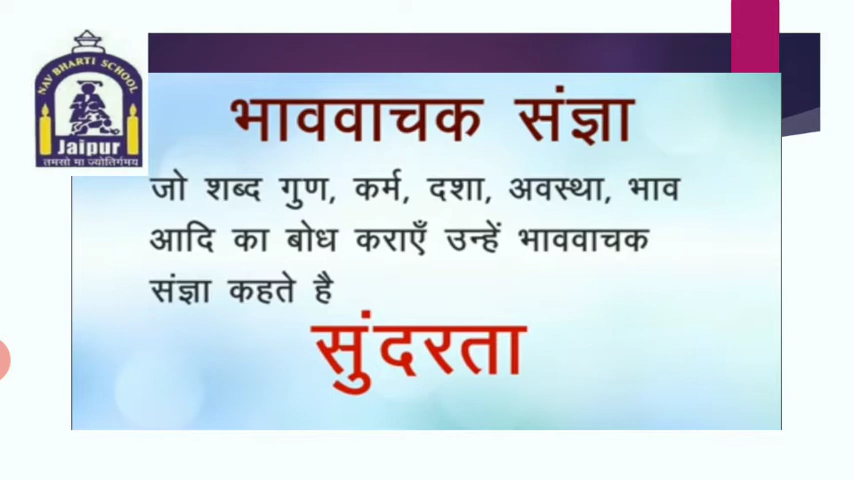 NAV BHARTI SCHOOL
Jaipur
तमसो मा ज्योतिर्गमय
भाववाचक संज्ञा
जो शब्द गुण, कर्म, दशा, अवस्था, भाव
आदि का बोध कराएँ उन्हें भाववाचक
संज्ञा कहते है
सुंदरता